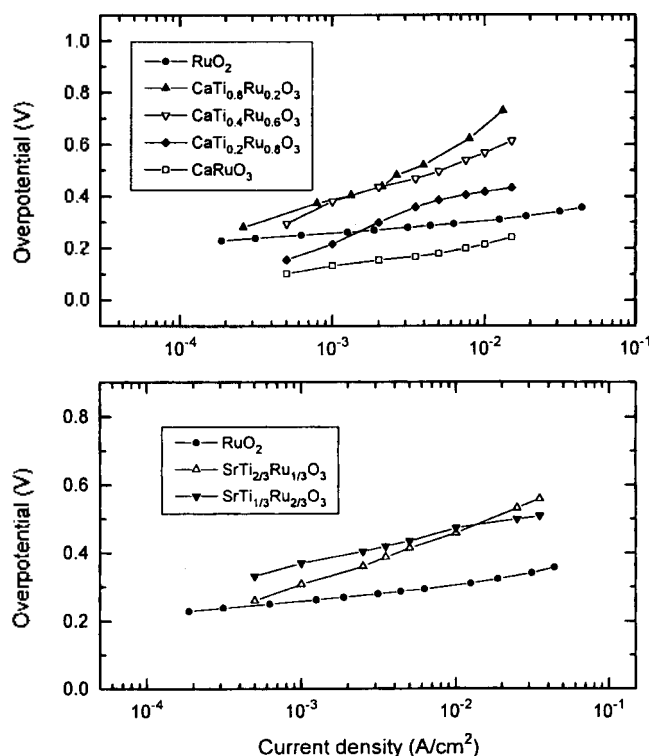 1.0
0.8
0.6
0.4
0.2
0.0
Overpotential (V)
RuO₂
CaTi₀.₈Ru₀.₂O₃
CaTi₀.₄Ru₀.₆O₃
CaTi₀.₂Ru₀.₈O₃
CaRuO₃
10⁻⁴ 10⁻³ 10⁻² 10⁻¹
0.8
0.6
0.4
0.2
0.0
Overpotential (V)
RuO₂
SrTi₂/₃Ru₁/₃O₃
SrTi₁/₃Ru₂/₃O₃
10⁻⁴ 10⁻³ 10⁻² 10⁻¹
Current density (A/cm²)